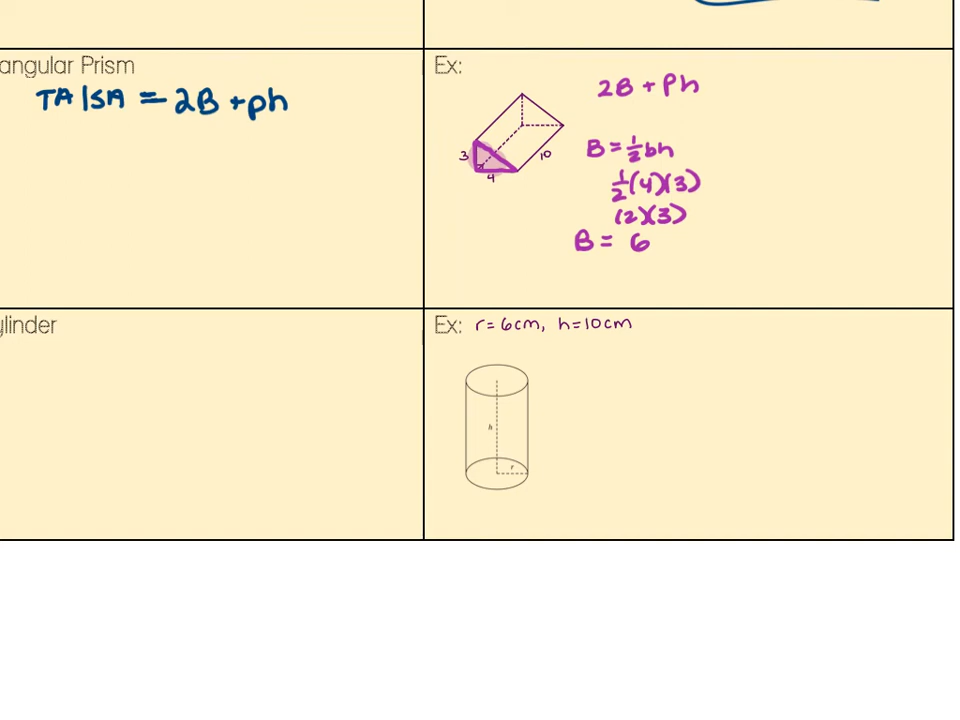 angular Prism
TA|SA = 2B + ph
Ex:
2B + Ph
3
4
10
B = ½bh
½(4)(3)
(2)(3)
B = 6
ylinder
Ex: r=6cm, h=10cm
h
r